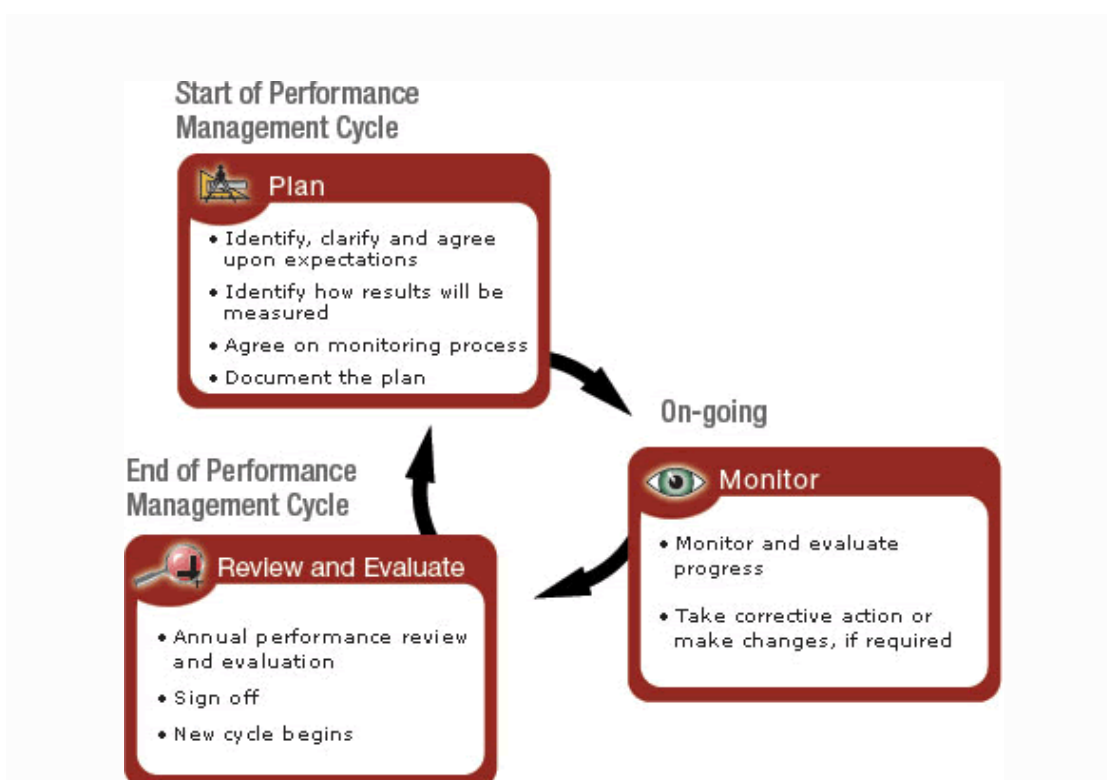 Start of Performance
Management Cycle
Plan
• Identify, clarify and agree
upon expectations
• Identify how results will be
measured
• Agree on monitoring process
• Document the plan
On-going
Monitor
• Monitor and evaluate
progress
• Take corrective action or
make changes, if required
End of Performance
Management Cycle
Review and Evaluate
• Annual performance review
and evaluation
• Sign off
• New cycle begins